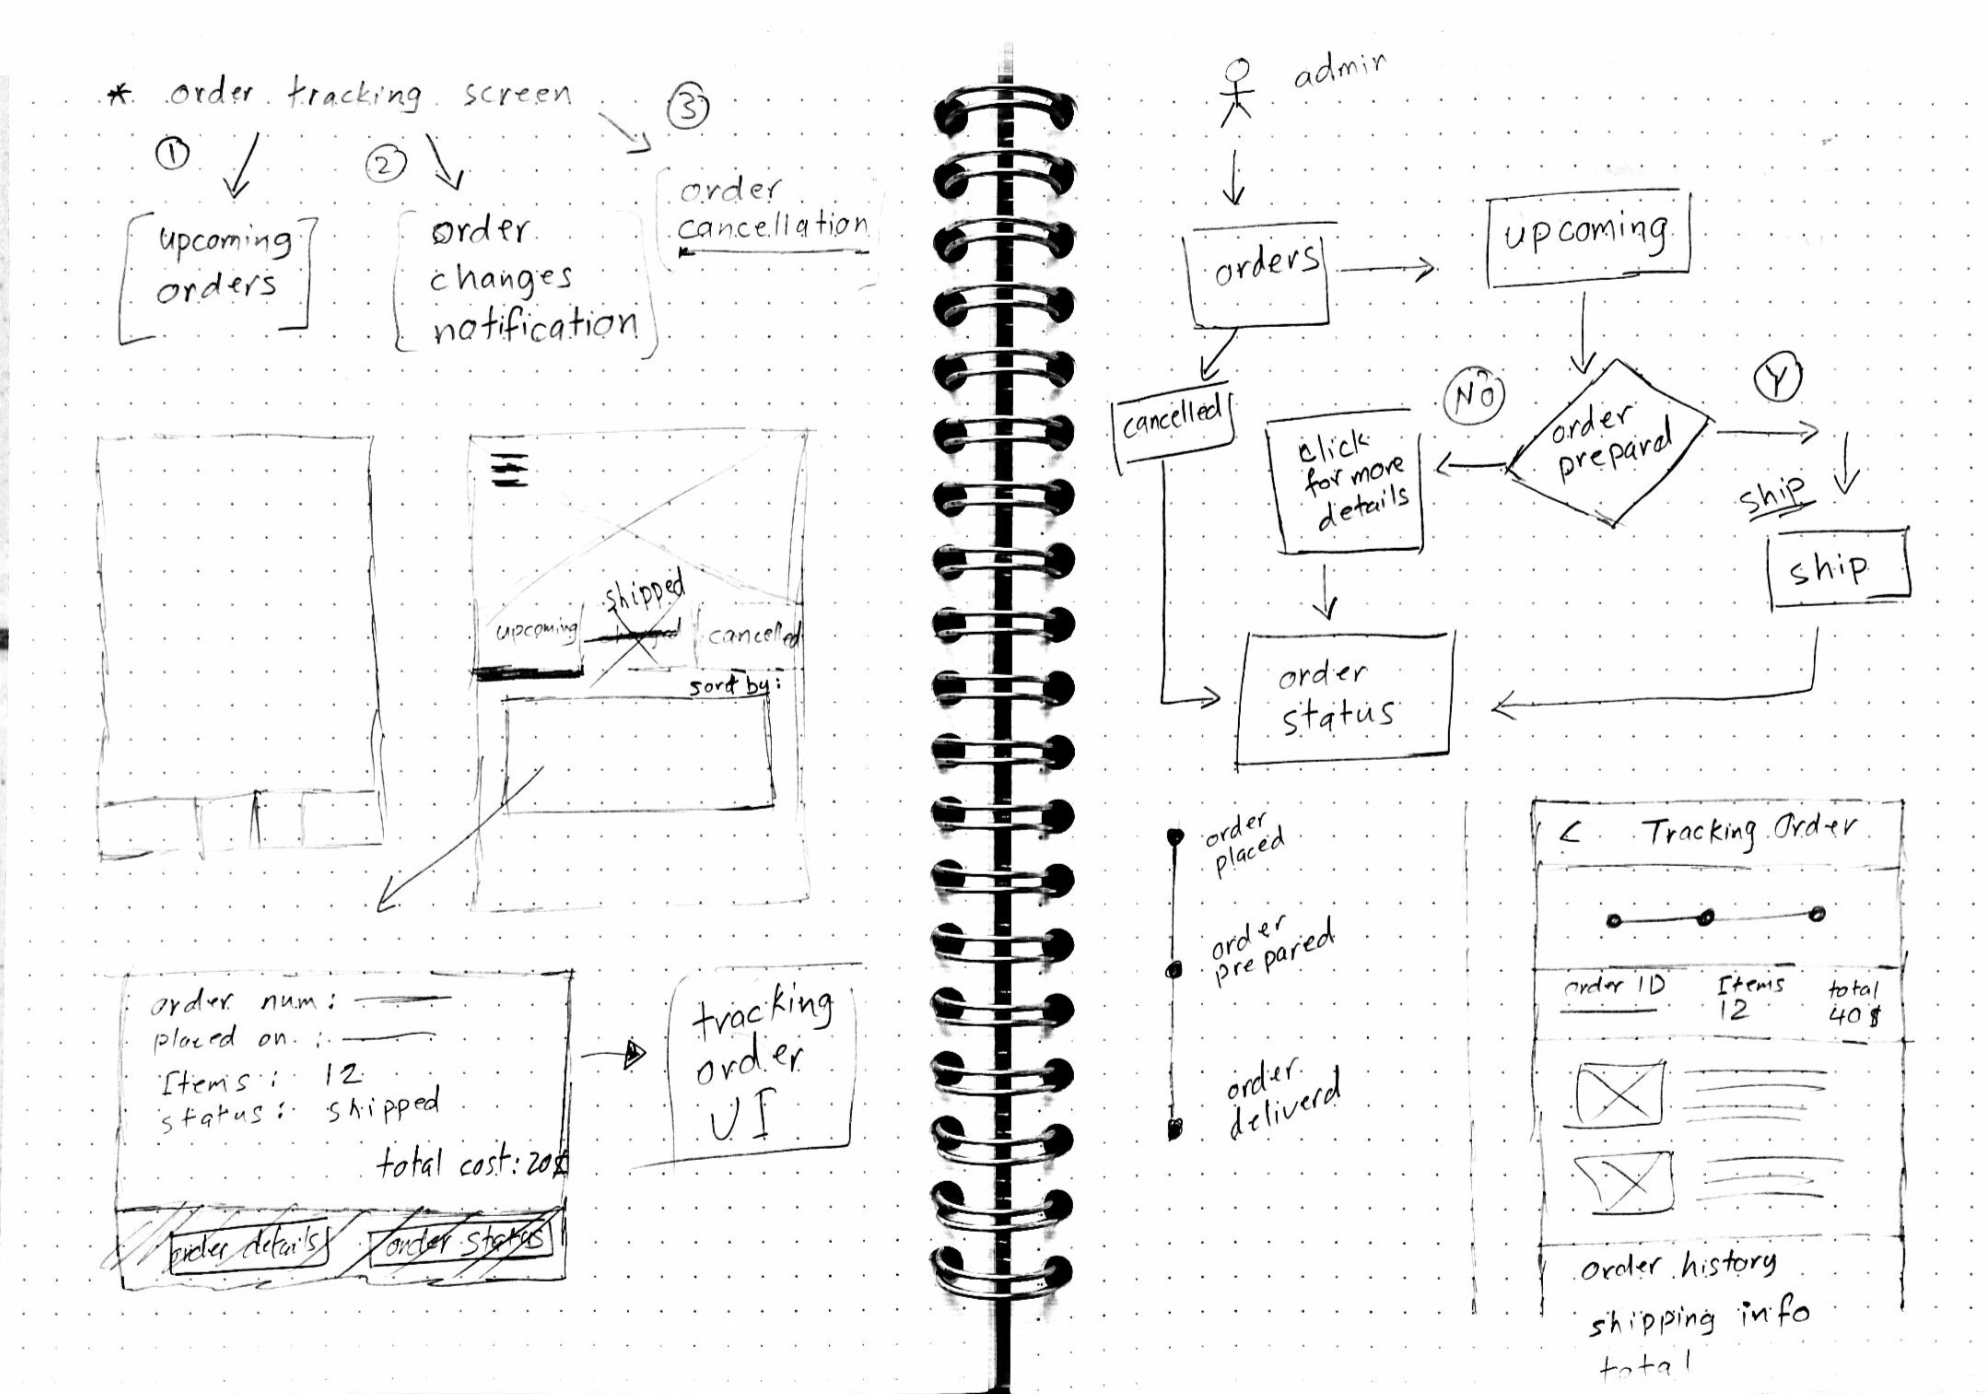 * order tracking screen
①
②
③
upcoming
orders
order
changes
notification
order
cancellation
shipped
upcoming
cancelled
sort by:
order num:
placed on:
Items: 12
status: shipped
total cost: 20$
order details
order status
tracking
order
UI
admin
orders
upcoming
cancelled
click
for more
details
NO
order
prepard
Y
ship
ship
order
status
order
placed
order
prepared
order
deliverd
< Tracking Order
order ID
Items
12
total
40$
order history
shipping info
total